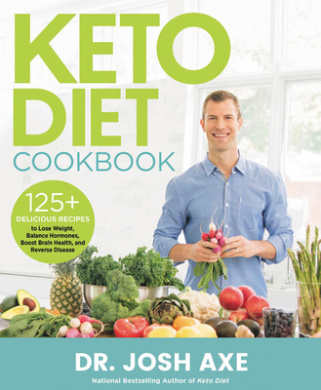 KETO
DIET
COOKBOOK
125+
DELICIOUS RECIPES
to Lose Weight,
Balance Hormones,
Boost Brain Health, and
Reverse Disease
DR. JOSH AXE
National Bestselling Author of Keto Diet